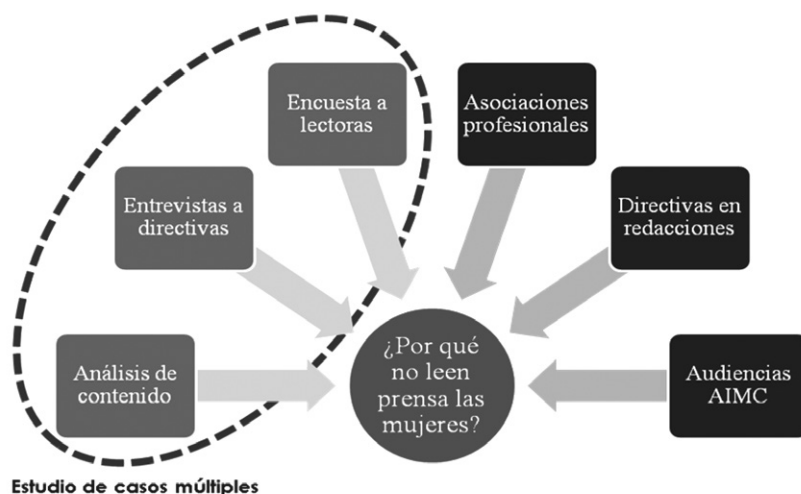 Encuesta a
lectoras
Asociaciones
profesionales
Entrevistas a
directivas
Directivas en
redacciones
Análisis de
contenido
¿Por qué
no leen
prensa las
mujeres?
Audiencias
AIMC
Estudio de casos múltiples